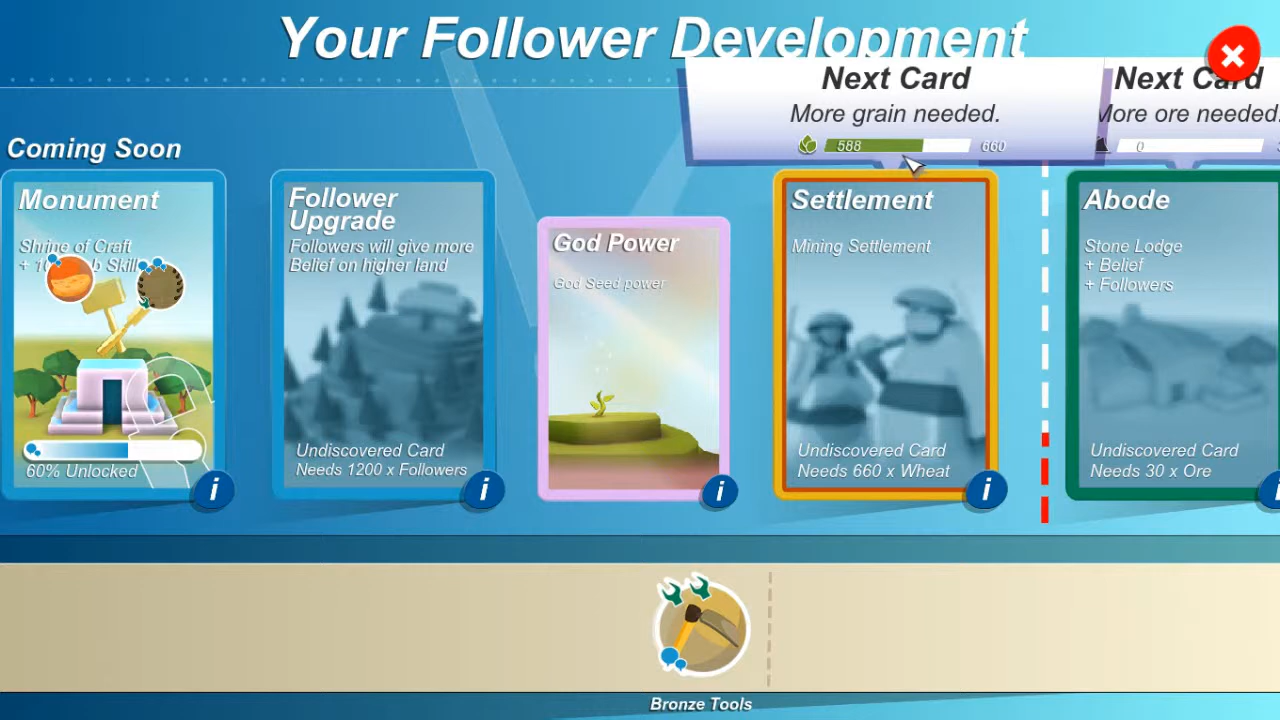 Your Follower Development
Next Card
More grain needed.
588
660
Next Card
More ore needed.
0
Coming Soon
Monument
Shrine of Craft
Follower
Upgrade
Followers will give more
Belief on higher land
God Power
God Seed power
Settlement
Mining Settlement
Abode
Stone Lodge
+ Belief
+ Followers
60% Unlocked
Undiscovered Card
Needs 1200 x Followers
Undiscovered Card
Needs 660 x Wheat
Undiscovered Card
Needs 30 x Ore
i
i
i
i
i
Bronze Tools